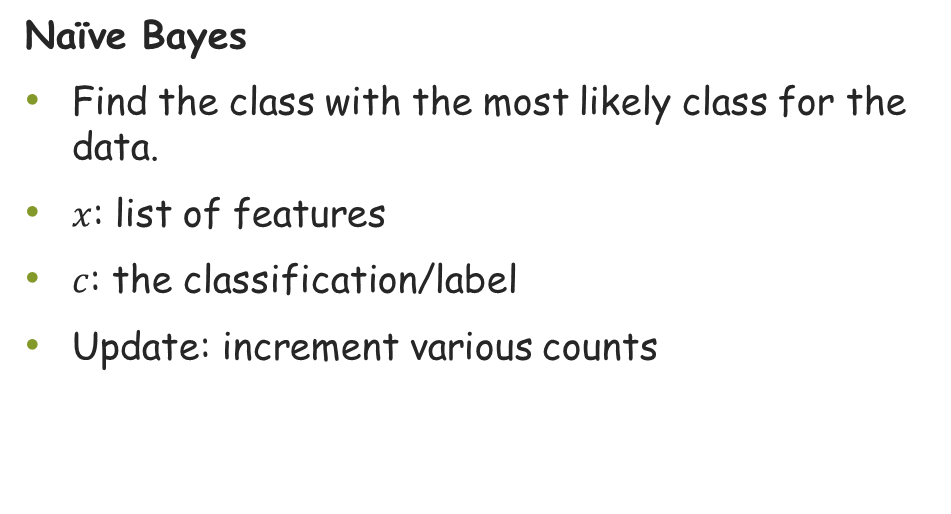 Naïve Bayes
• Find the class with the most likely class for the
data.
• x: list of features
• c: the classification/label
• Update: increment various counts